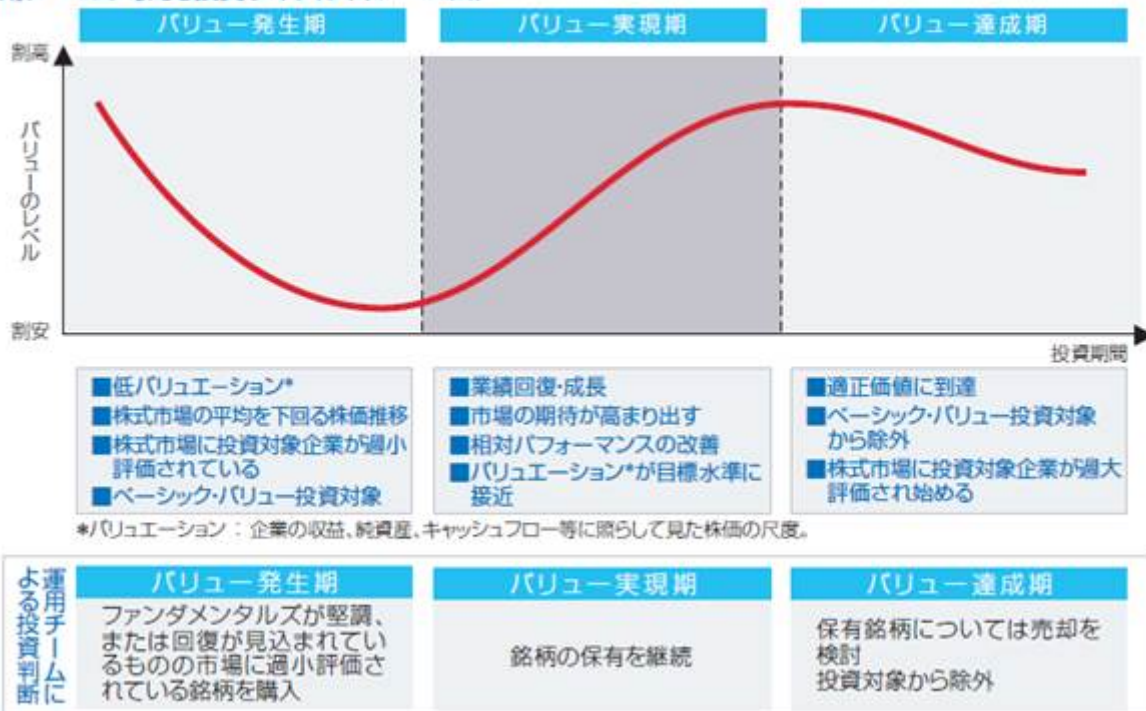 バリュー発生期
バリュー実現期
バリュー達成期
割高
バリューのレベル
割安
投資期間
■低バリュエーション*
■株式市場の平均を下回る株価推移
■株式市場に投資対象企業が過小
評価されている
■ベーシック・バリュー投資対象
■業績回復・成長
■市場の期待が高まり出す
■相対パフォーマンスの改善
■バリュエーション*が目標水準に
接近
■適正価値に到達
■ベーシック・バリュー投資対象
から除外
■株式市場に投資対象企業が過大
評価され始める
*バリュエーション：企業の収益、純資産、キャッシュフロー等に照らして見た株価の尺度。
運用チームに
よる投資判断
バリュー発生期
ファンダメンタルズが堅調、
または回復が見込まれてい
るものの市場に過小評価さ
れている銘柄を購入
バリュー実現期
銘柄の保有を継続
バリュー達成期
保有銘柄については売却を
検討
投資対象から除外